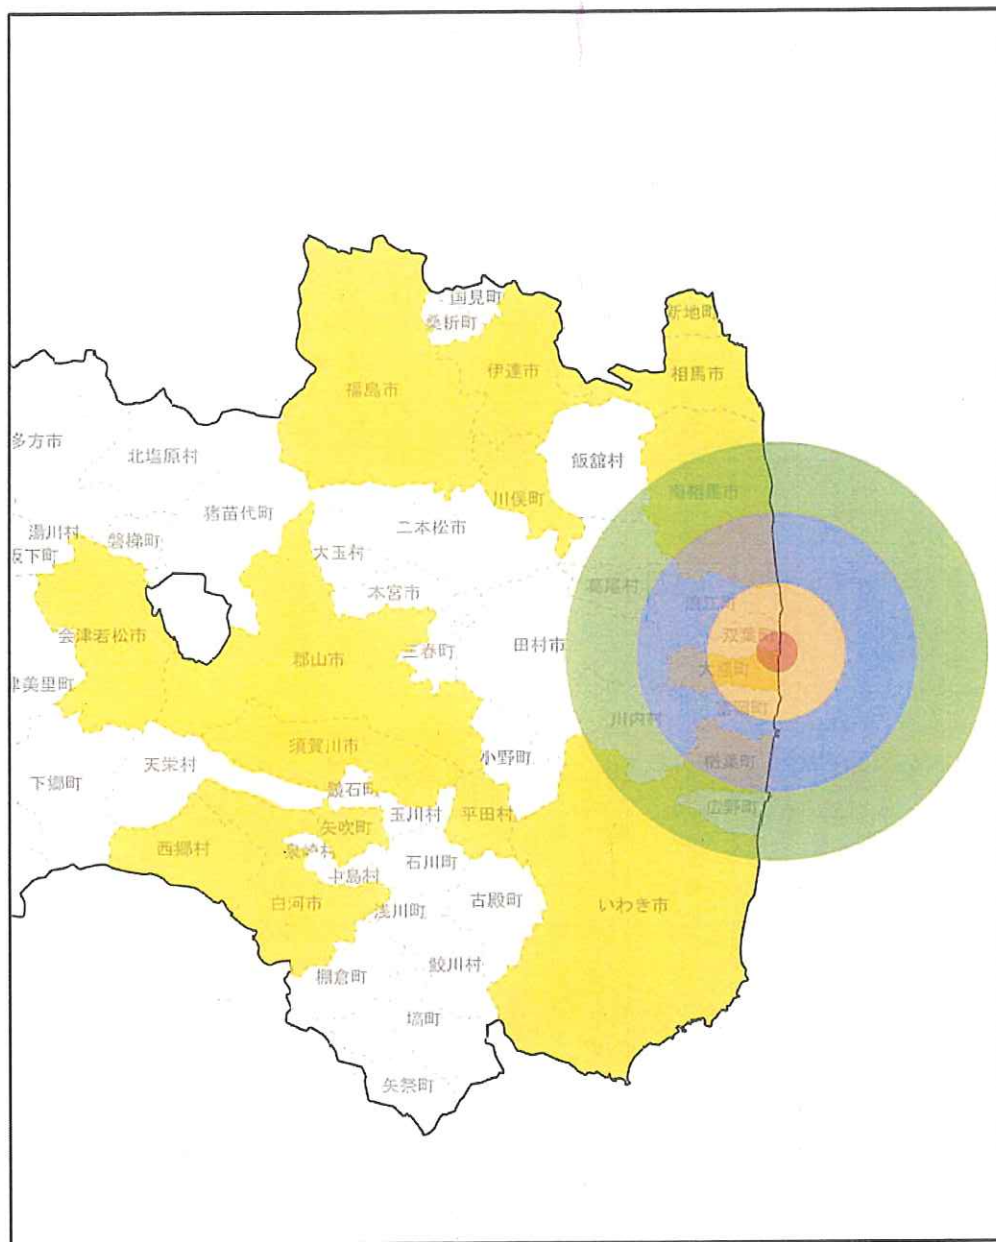 国見町
桑折町
新地町
伊達市
相馬市
福島市
多方市
北塩原村
飯舘村
川俣町
南相馬市
猪苗代町
二本松市
湯川村
磐梯町
坂下町
大玉村
葛尾村
本宮市
浪江町
会津若松市
双葉町
田村市
三春町
郡山市
大熊町
津美里町
富岡町
川内村
須賀川市
小野町
楢葉町
天栄村
下郷町
鏡石町
広野町
玉川村
平田村
矢吹町
西郷村
泉崎村
石川町
中島村
古殿町
白河市
浅川町
いわき市
鮫川村
棚倉町
塙町
矢祭町